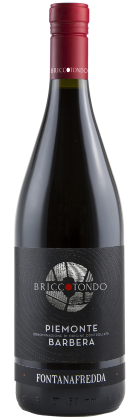 BRICCOTONDO
BRICCOTONDO
PIEMONTE
DENOMINAZIONE DI ORIGINE CONTROLLATA
BARBERA
FONTANAFREDDA